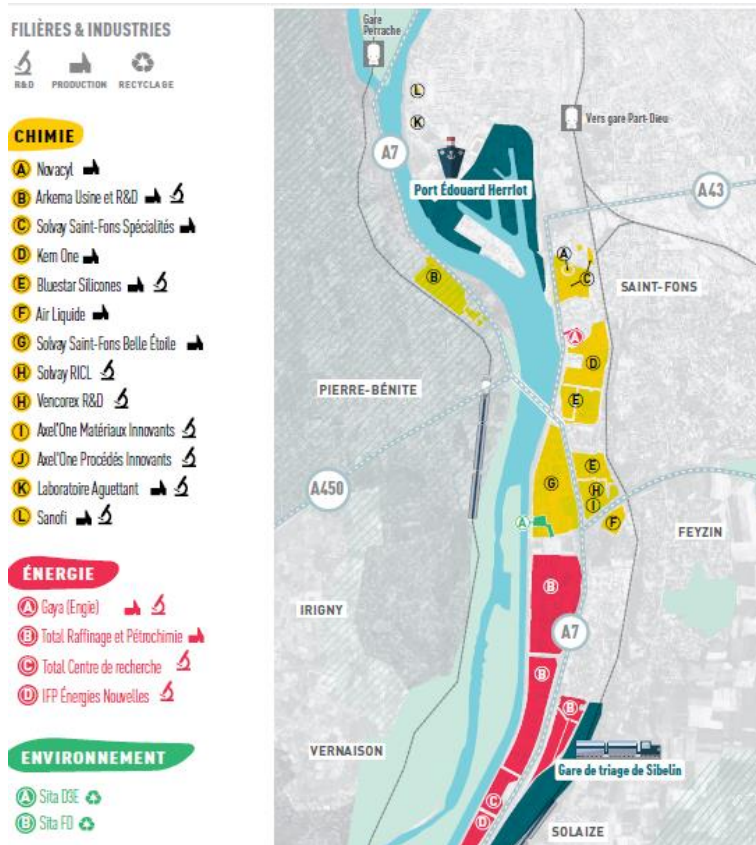 FILIÈRES & INDUSTRIES
R&D PRODUCTION RECYCLAGE
CHIMIE
A Novacyl
B Arkema Usine et R&D
C Solvay Saint-Fons Spécialités
D Kem One
E Bluestar Silicones
F Air Liquide
G Solvay Saint-Fons Belle Étoile
H Solvay RICL
H Vencorex R&D
I Axel'One Matériaux Innovants
J Axel'One Procédés Innovants
K Laboratoire Aguettant
L Sanofi
ÉNERGIE
A Gaya (Engie)
B Total Raffinage et Pétrochimie
C Total Centre de recherche
D IFP Énergies Nouvelles
ENVIRONNEMENT
A Sita D3E
B Sita FD
Gare
Perrache
L
K
Vers gare Part-Dieu
A7
Port Édouard Herriot
A43
A
C
B
SAINT-FONS
A
D
PIERRE-BÉNITE
E
A450
E
G
H
I
A
F
FEYZIN
B
IRIGNY
A7
B
B
VERNAISON
Gare de triage de Sibelin
C
D
SOLAIZE